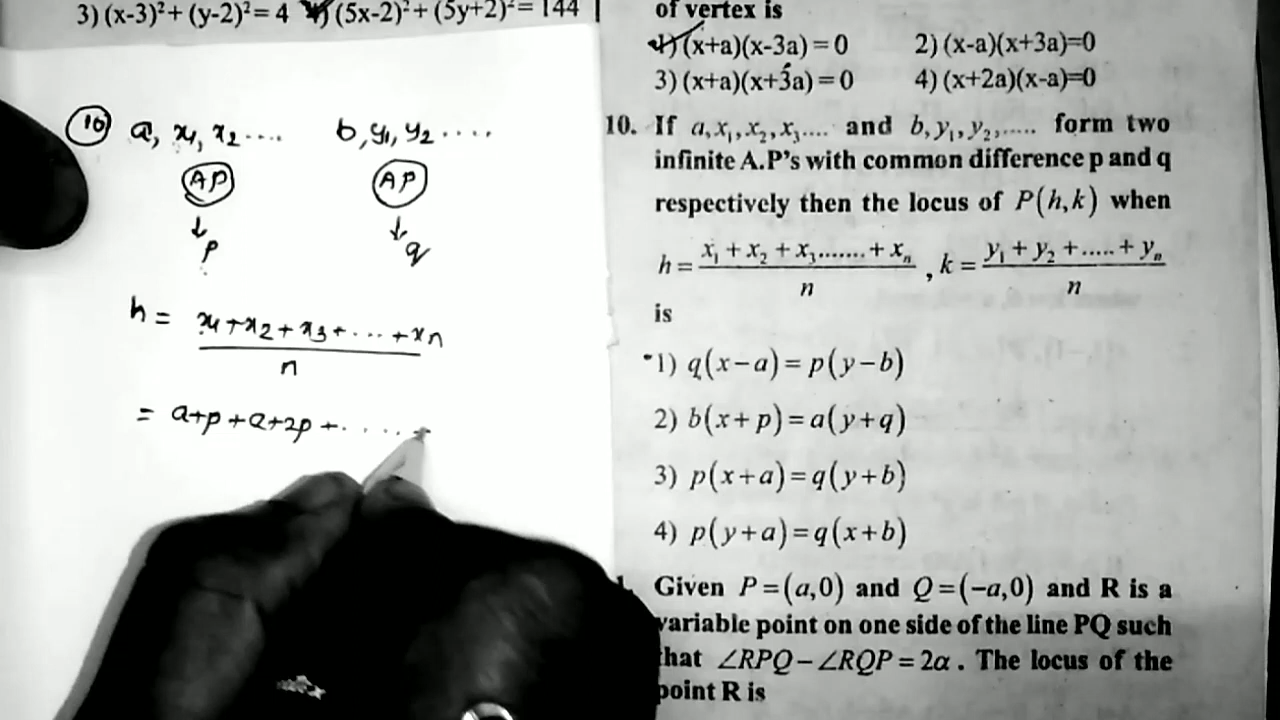 3) (x-3)²+ (y-2)²= 4 4) (5x-2)²+ (5y+2)²= 144
10 a, x₁, x₂ .... b, y₁, y₂ ....
AP AP
p q
h = x₁+x₂+x₃+...+xₙ / n
= a+p+a+2p+.....+
of vertex is
1) (x+a)(x-3a) = 0 2) (x-a)(x+3a)=0
3) (x+a)(x+3a) = 0 4) (x+2a)(x-a)=0
10. If a,x₁,x₂,x₃.... and b,y₁,y₂,..... form two
infinite A.P's with common difference p and q
respectively then the locus of P(h,k) when
h = x₁+x₂+x₃.......+xₙ / n , k = y₁+y₂+.....+yₙ / n
is
1) q(x-a)= p(y-b)
2) b(x+p)=a(y+q)
3) p(x+a)=q(y+b)
4) p(y+a)=q(x+b)
Given P=(a,0) and Q=(-a,0) and R is a
variable point on one side of the line PQ such
that ∠RPQ-∠RQP=2α. The locus of the
point R is